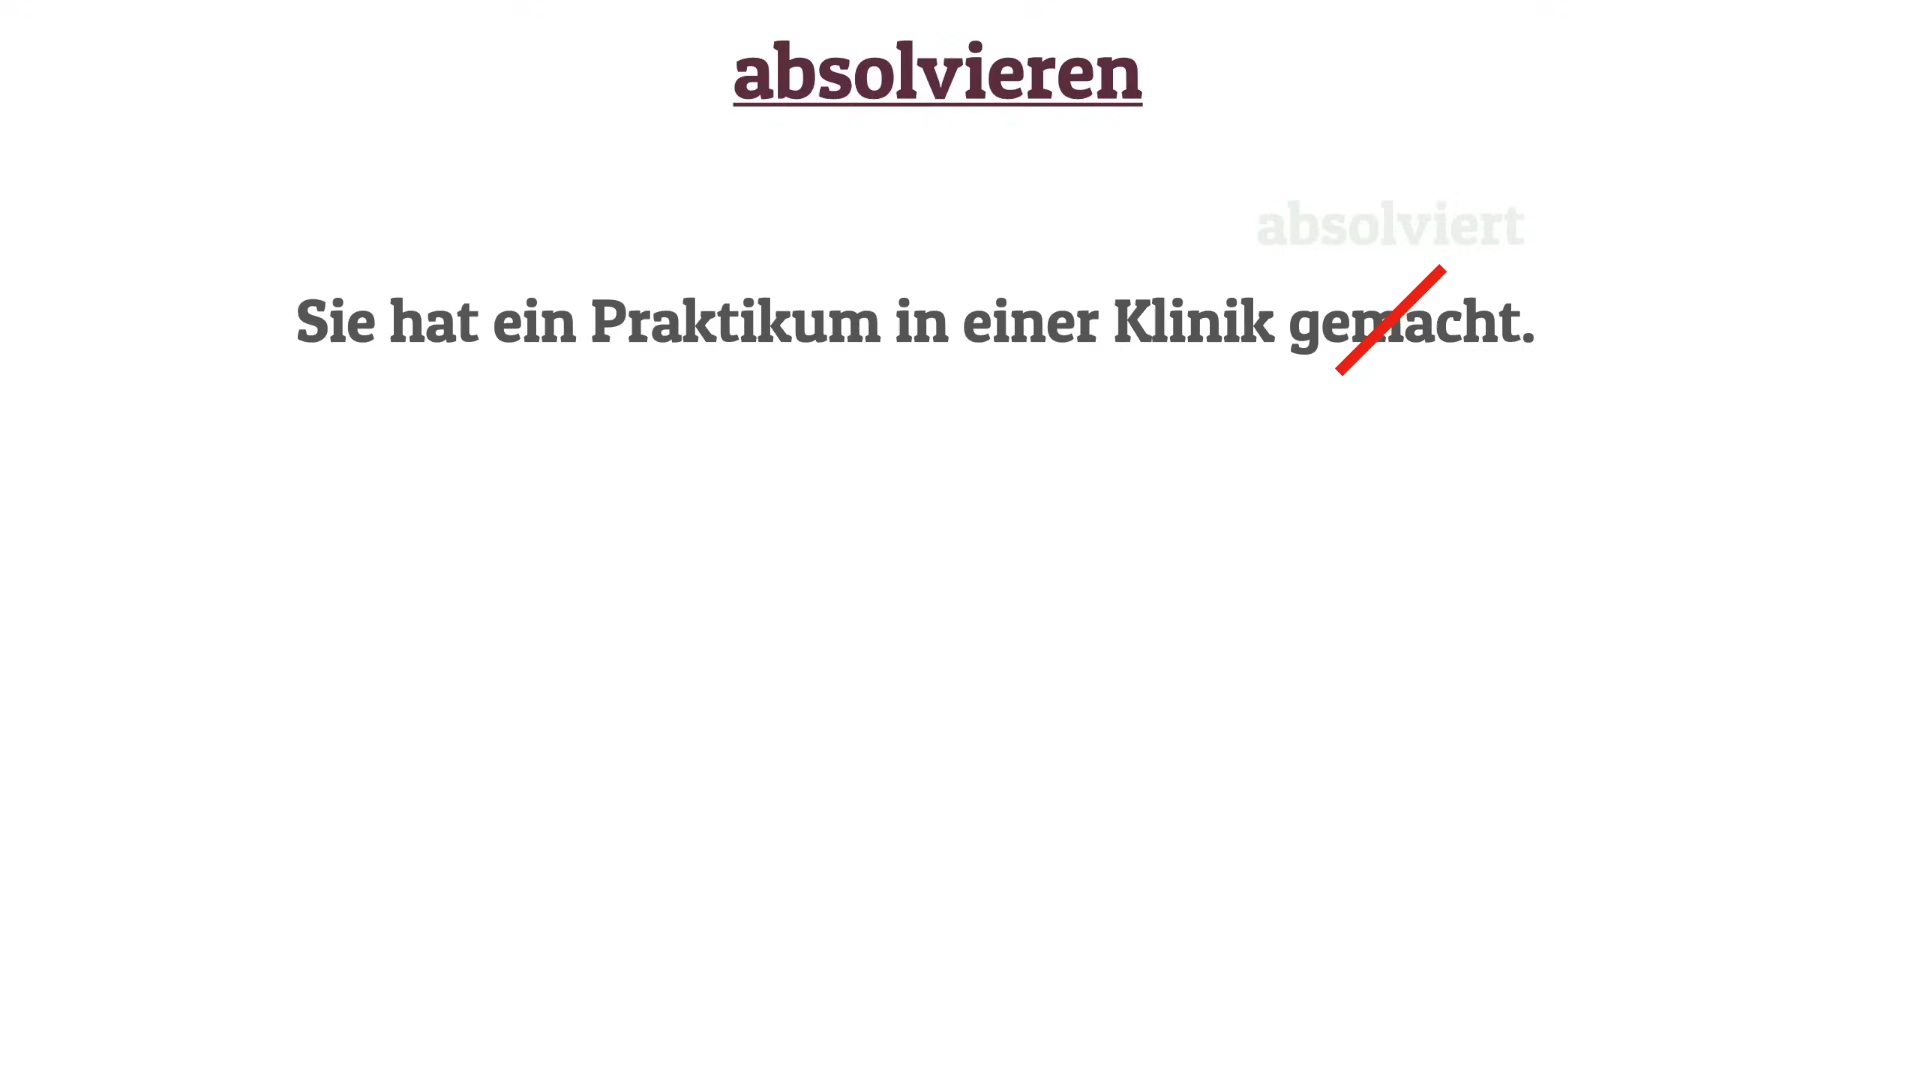 absolvieren
absolviert
Sie hat ein Praktikum in einer Klinik gemacht.